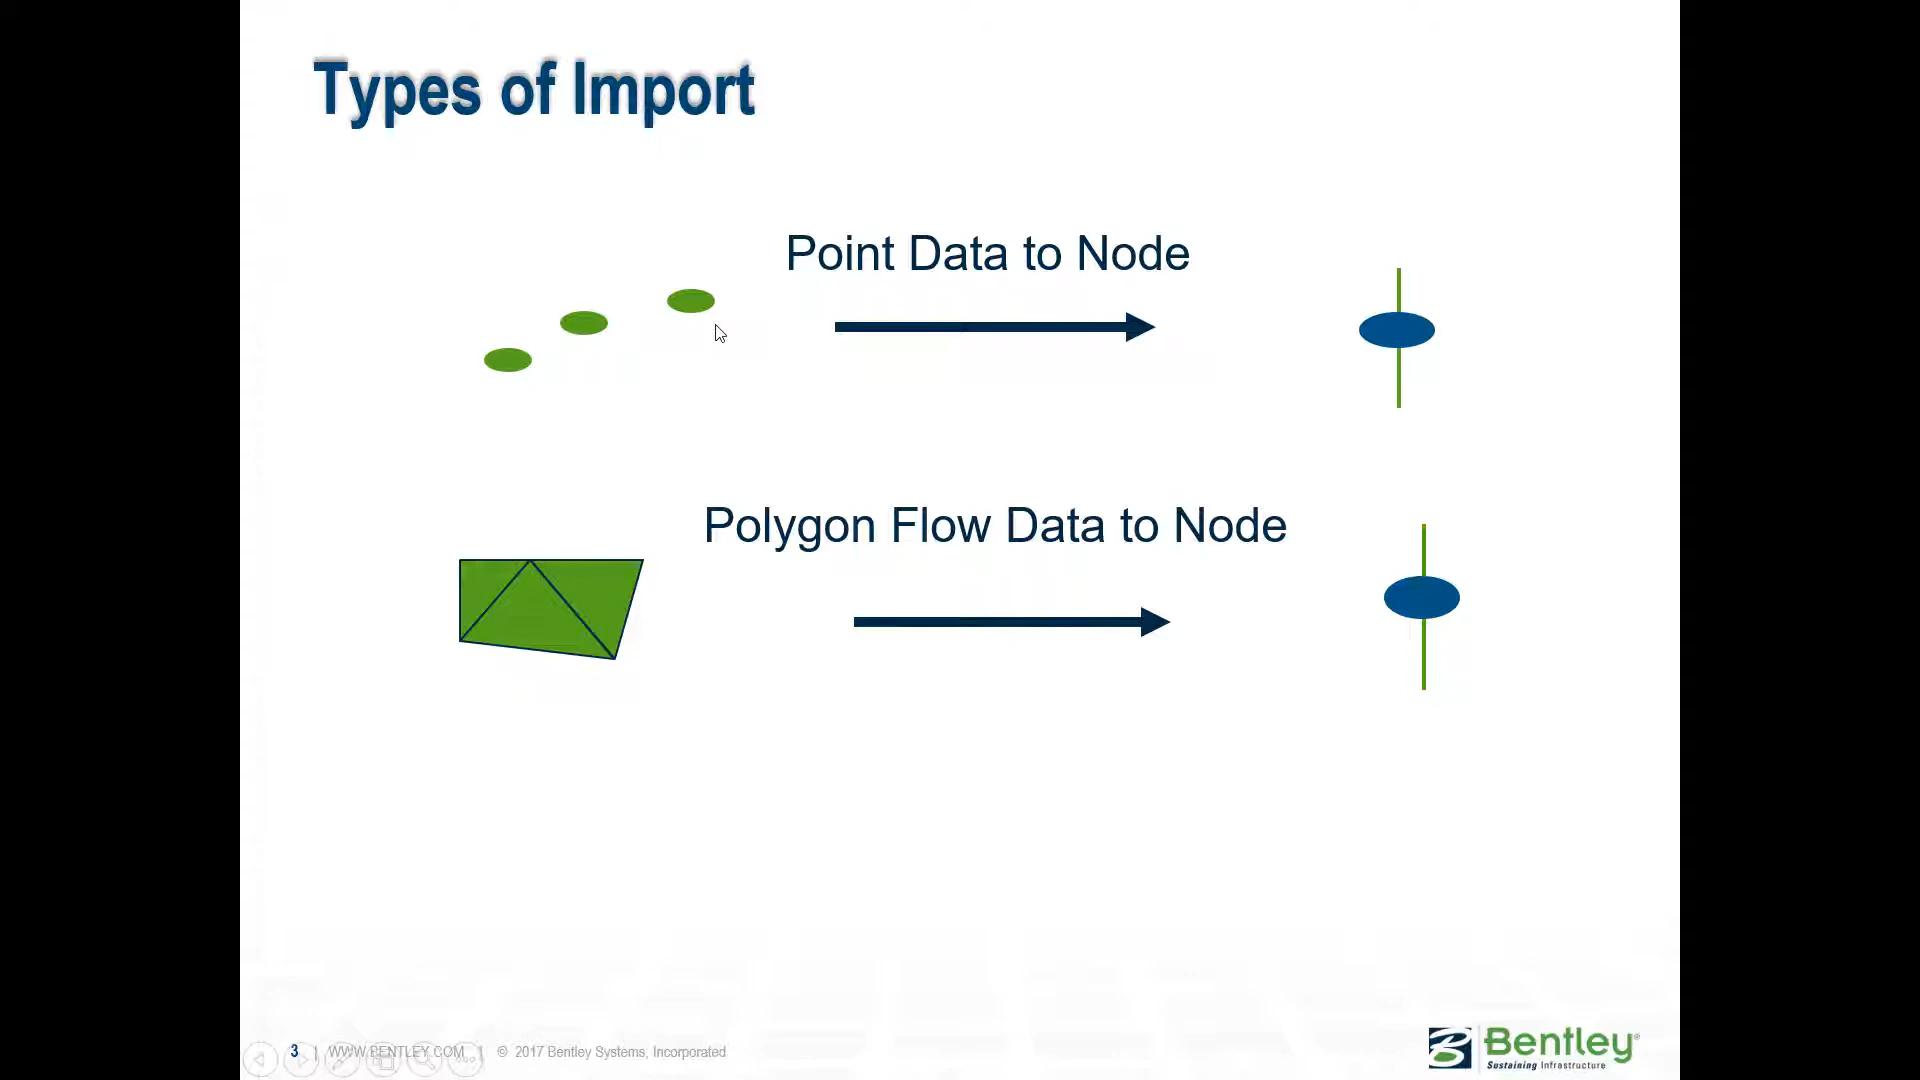 Types of Import
Point Data to Node
Polygon Flow Data to Node
3 | WWW.BENTLEY.COM | © 2017 Bentley Systems, Incorporated
Bentley®
Sustaining Infrastructure